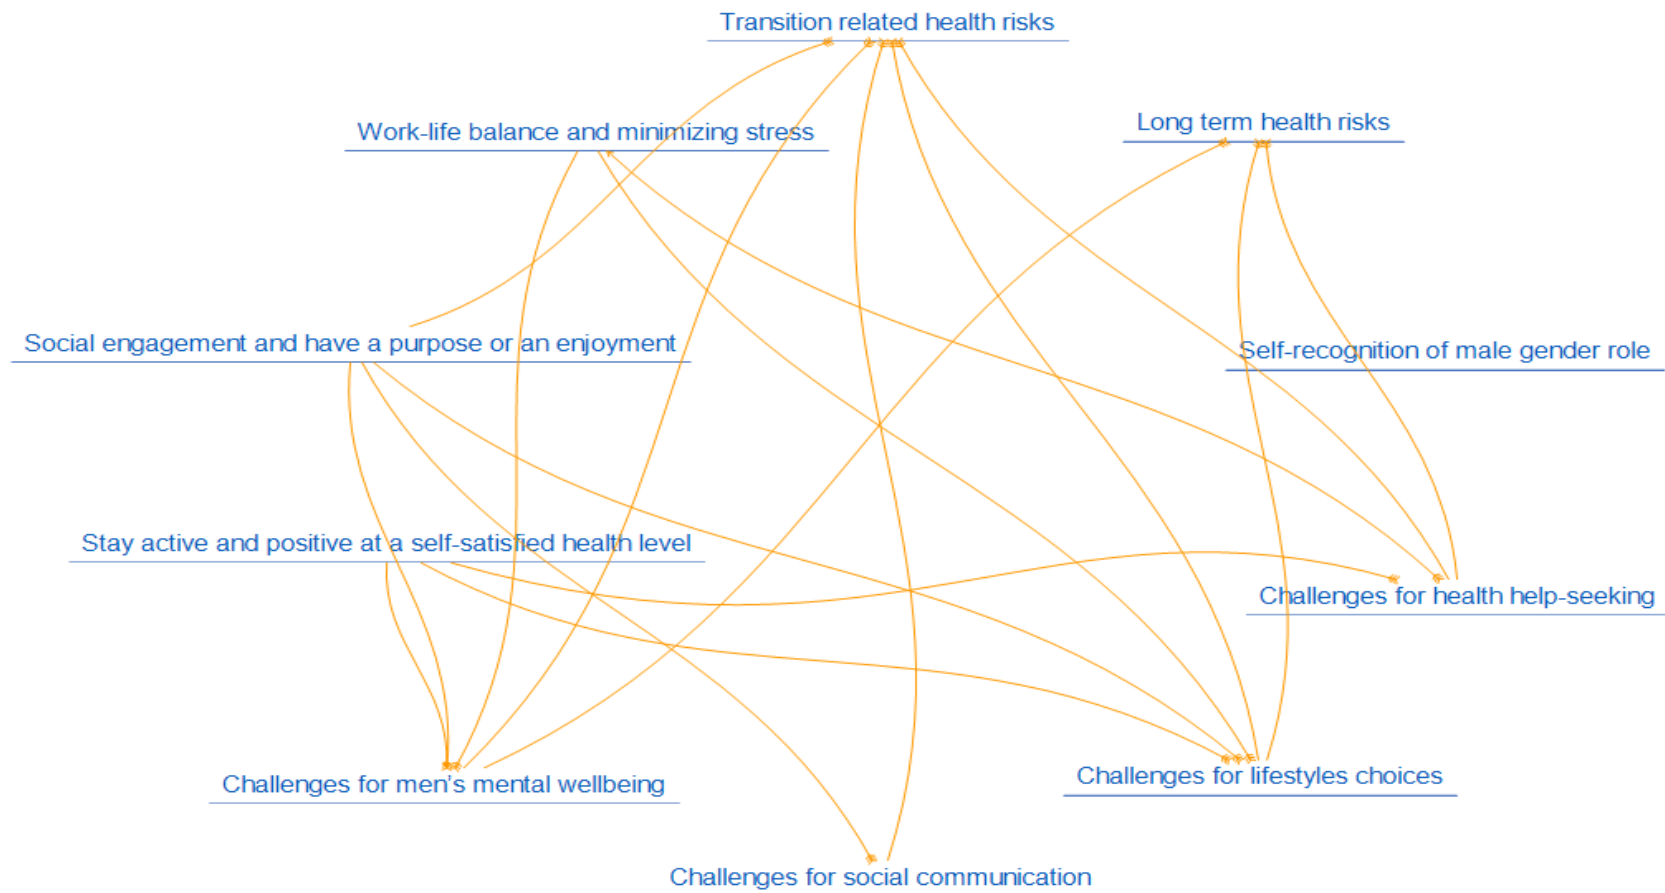 Transition related health risks
Long term health risks
Work-life balance and minimizing stress
Social engagement and have a purpose or an enjoyment
Self-recognition of male gender role
Stay active and positive at a self-satisfied health level
Challenges for health help-seeking
Challenges for men's mental wellbeing
Challenges for lifestyles choices
Challenges for social communication